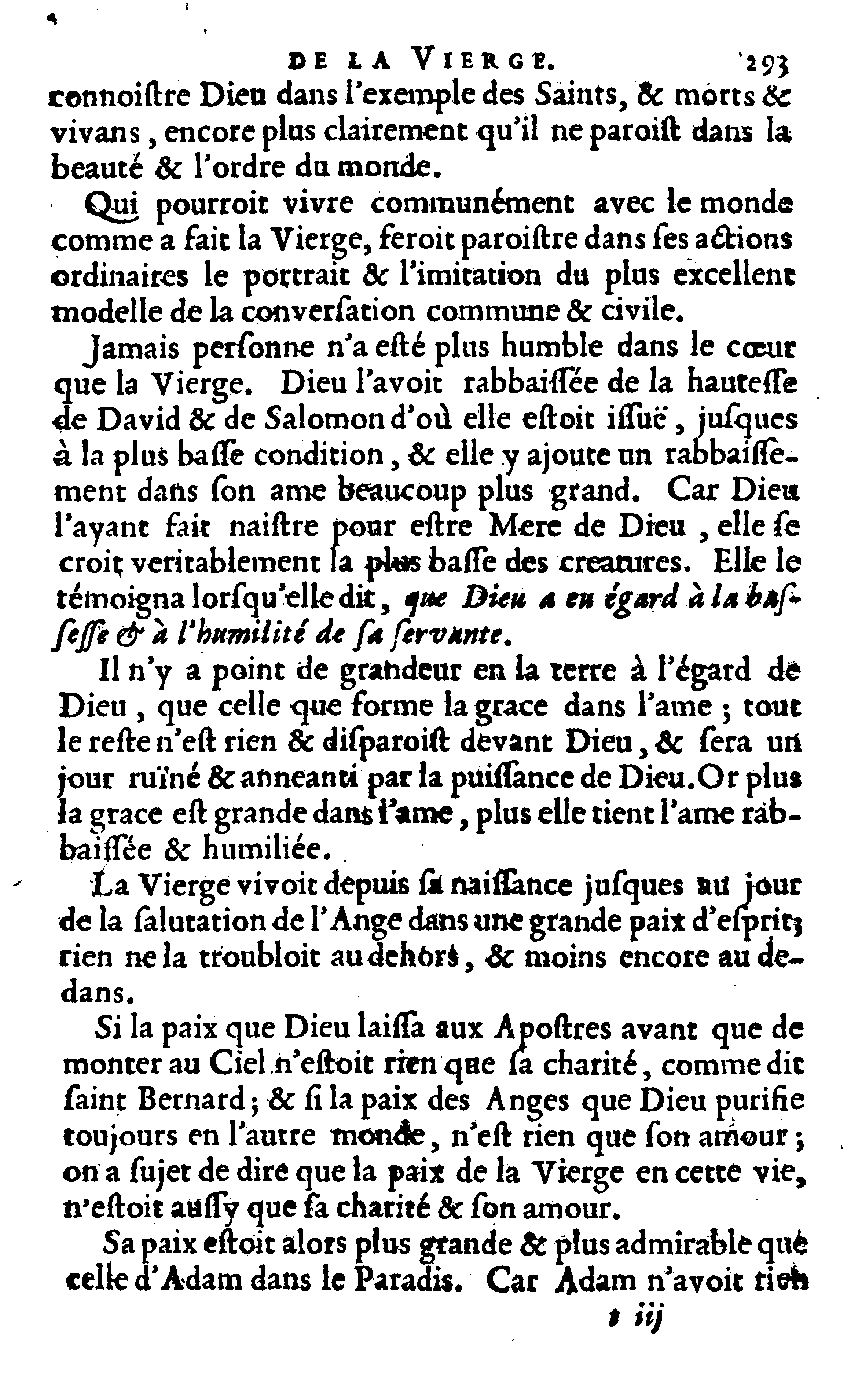 DE LA VIERGE. 293
connoiſtre Dieu dans l'exemple des Saints, & morts &
vivans, encore plus clairement qu'il ne paroiſt dans la
beauté & l'ordre du monde.
Qui pourroit vivre communément avec le monde
comme a fait la Vierge, feroit paroiſtre dans ſes actions
ordinaires le portrait & l'imitation du plus excellent
modelle de la converſation commune & civile.
Jamais perſonne n'a eſté plus humble dans le cœur
que la Vierge. Dieu l'avoit rabbaiſſée de la hauteſſe
de David & de Salomon d'où elle eſtoit iſſuë, juſques
à la plus baſſe condition, & elle y ajoute un rabbaiſſe-
ment dans ſon ame beaucoup plus grand. Car Dieu
l'ayant fait naiſtre pour eſtre Mere de Dieu, elle ſe
croit veritablement la plus baſſe des creatures. Elle le
témoigna lorſqu'elle dit, que Dieu a eu égard à la baſ-
ſeſſe & à l'humilité de ſa ſervante.
Il n'y a point de grandeur en la terre à l'égard de
Dieu, que celle que forme la grace dans l'ame ; tout
le reſte n'eſt rien & diſparoiſt devant Dieu, & ſera un
jour ruïné & anneanti par la puiſſance de Dieu. Or plus
la grace eſt grande dans l'ame, plus elle tient l'ame rab-
baiſſée & humiliée.
La Vierge vivoit depuis ſa naiſſance juſques au jour
de la ſalutation de l'Ange dans une grande paix d'eſprit;
rien ne la troubloit au dehors, & moins encore au de-
dans.
Si la paix que Dieu laiſſa aux Apoſtres avant que de
monter au Ciel n'eſtoit rien que ſa charité, comme dit
ſaint Bernard ; & ſi la paix des Anges que Dieu purifie
toujours en l'autre monde, n'eſt rien que ſon amour ;
on a ſujet de dire que la paix de la Vierge en cette vie,
n'eſtoit auſſy que ſa charité & ſon amour.
Sa paix eſtoit alors plus grande & plus admirable que
celle d'Adam dans le Paradis. Car Adam n'avoit rien
t iij